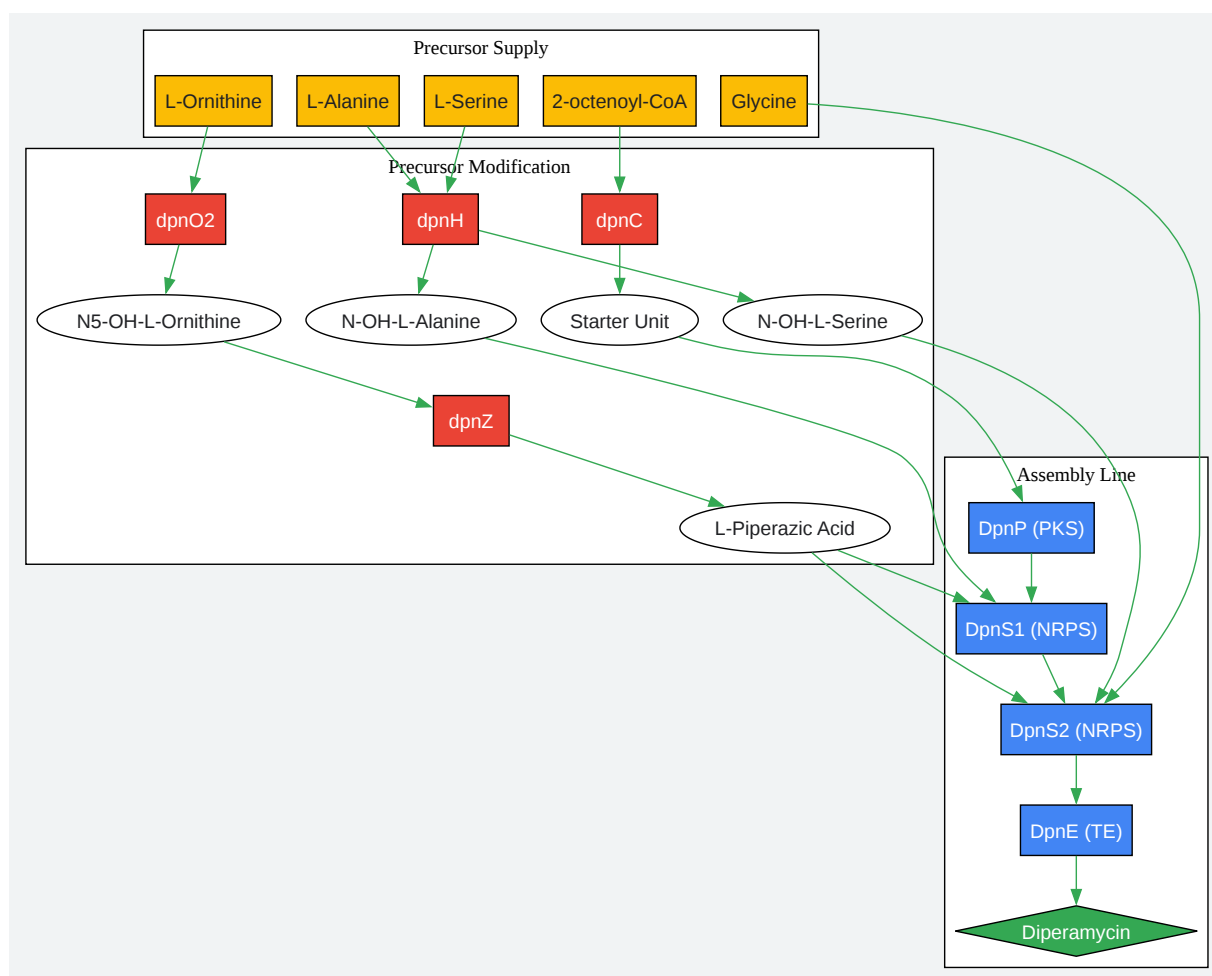 Precursor Supply
L-Ornithine
L-Alanine
L-Serine
2-octenoyl-CoA
Glycine
Precursor Modification
dpnO2
dpnH
dpnC
N5-OH-L-Ornithine
N-OH-L-Alanine
Starter Unit
N-OH-L-Serine
dpnZ
L-Piperazic Acid
Assembly Line
DpnP (PKS)
DpnS1 (NRPS)
DpnS2 (NRPS)
DpnE (TE)
Diperamycin